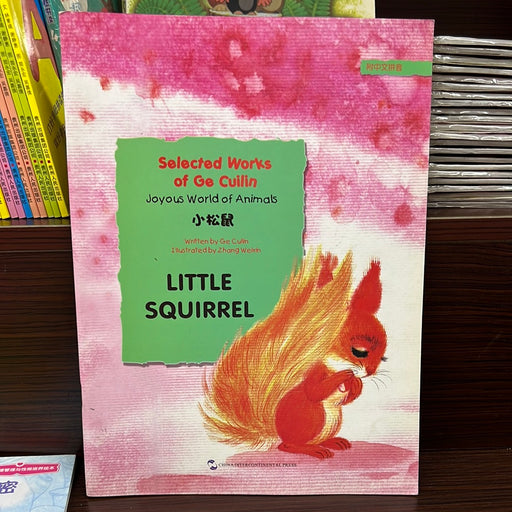 附中文拼音
Selected Works
of Ge Cuilin
Joyous World of Animals
小松鼠
Written by Ge Cuilin
Illustrated by Zhang Weixin
LITTLE
SQUIRREL
CHINA INTERCONTINENTAL PRESS